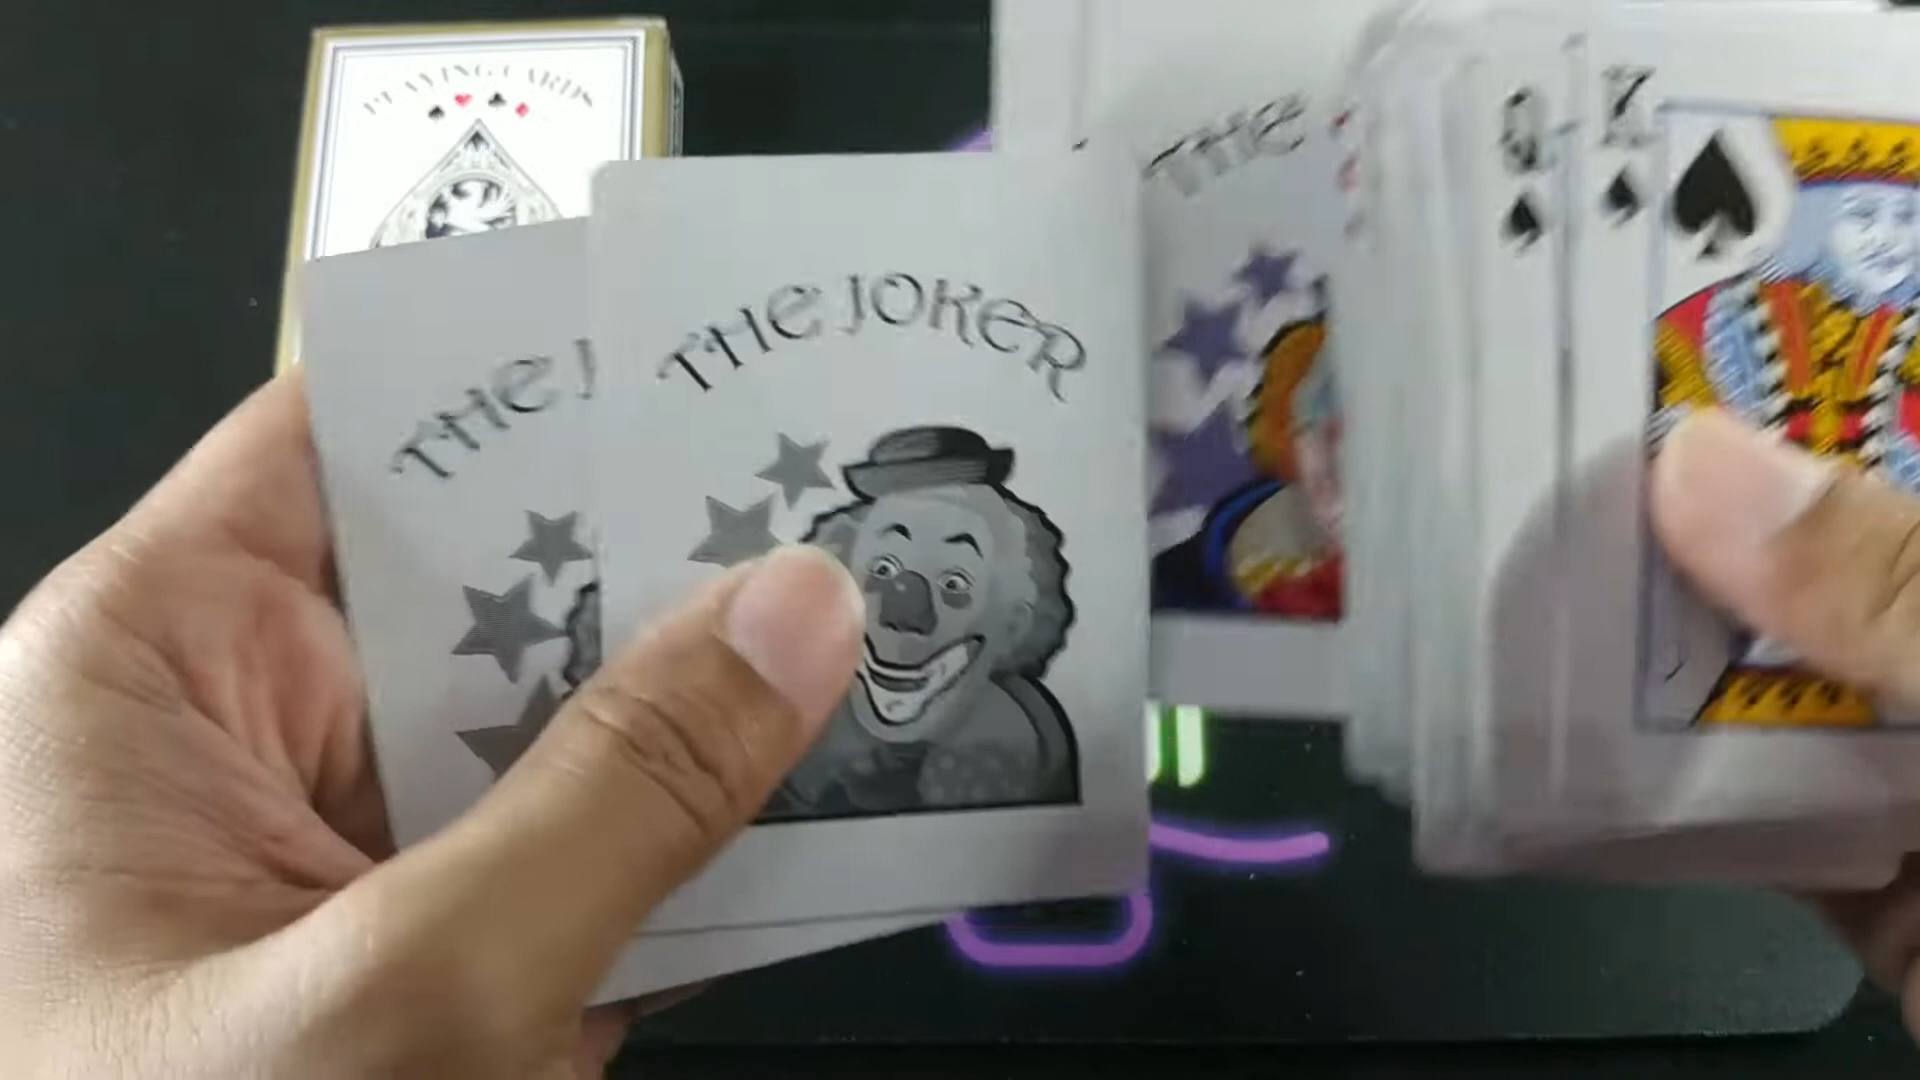 PLAYING CARDS
THE JOKER
THE J
THE
Q
K